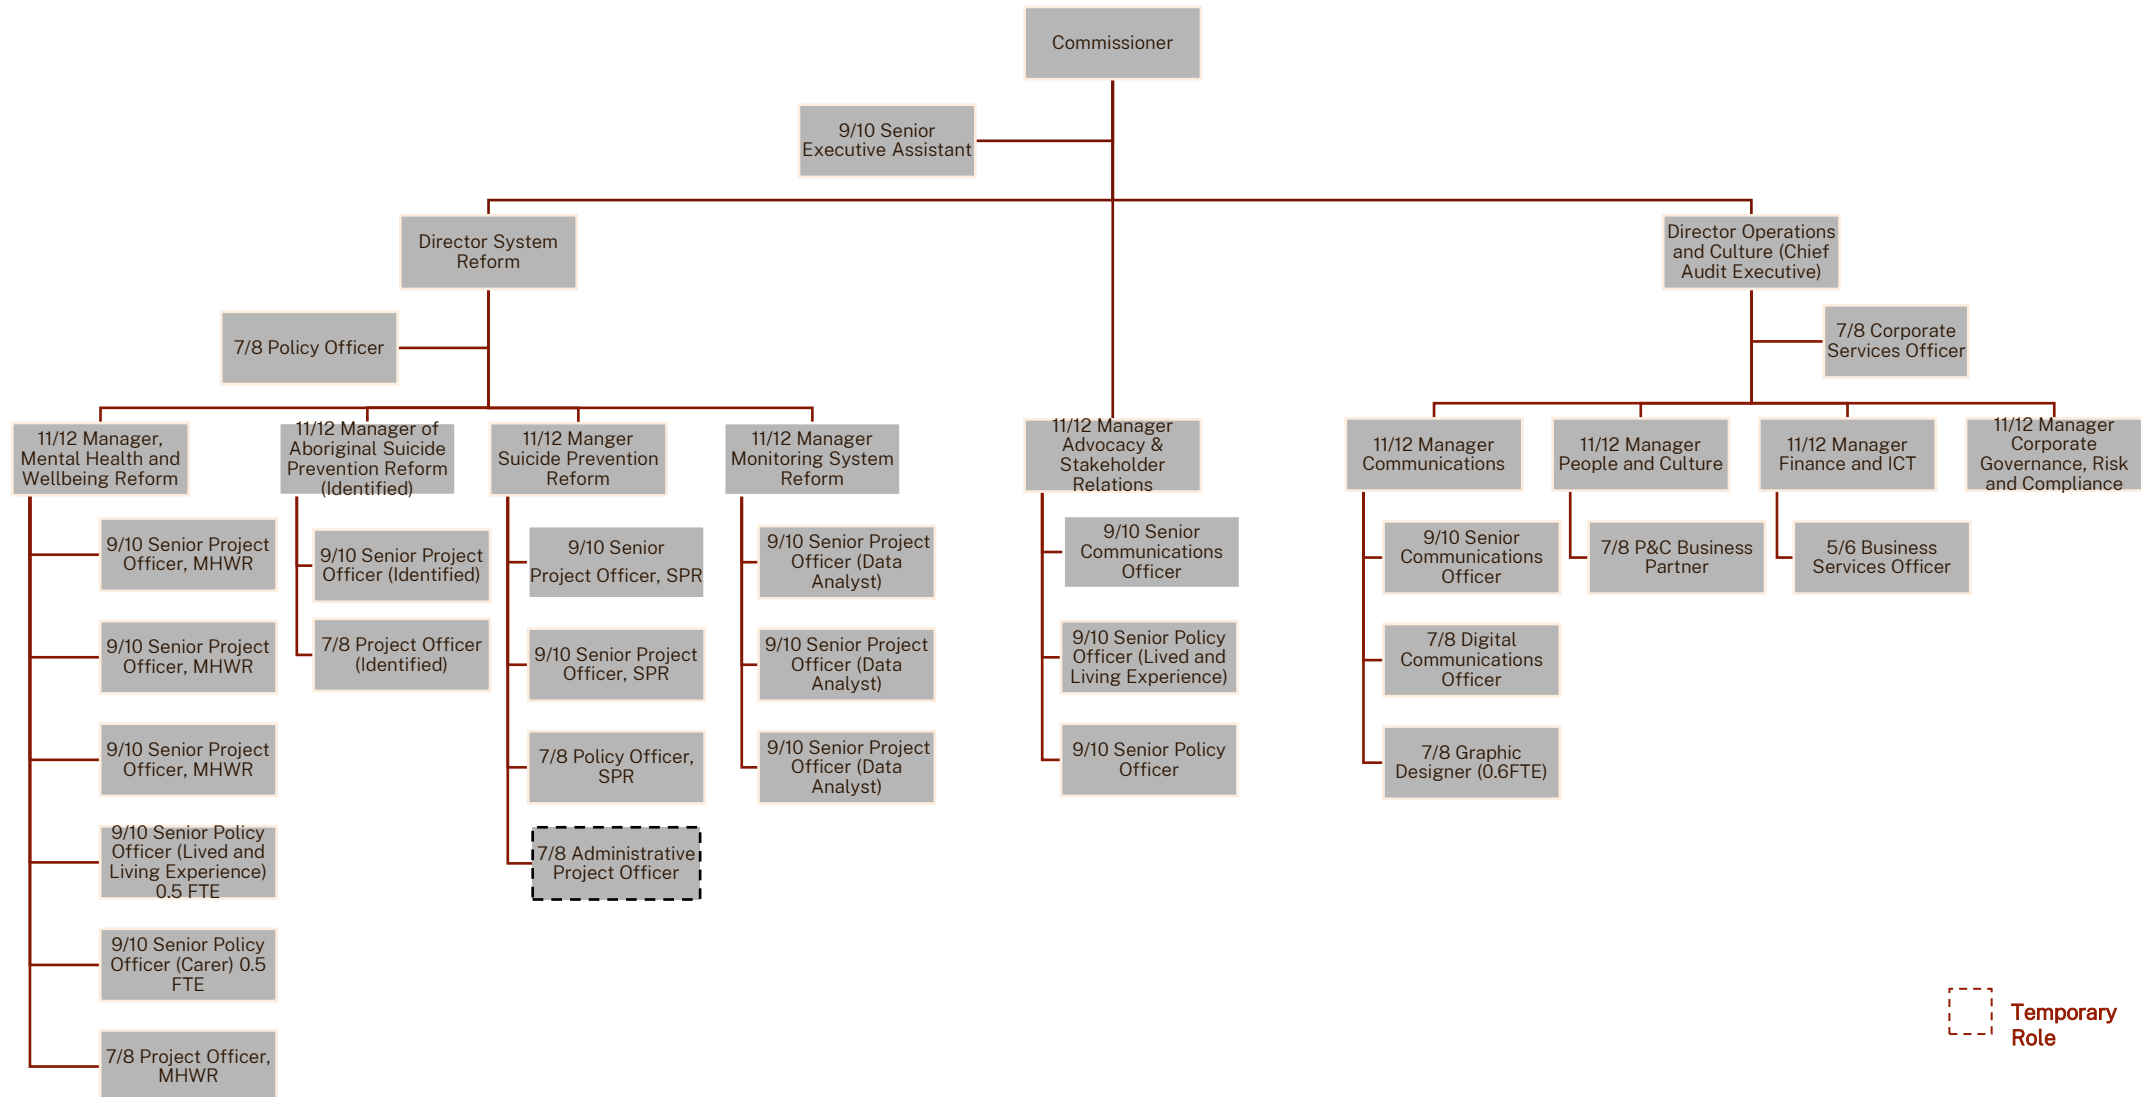 Commissioner
9/10 Senior
Executive Assistant
Director System
Reform
Director Operations
and Culture (Chief
Audit Executive)
7/8 Policy Officer
7/8 Corporate
Services Officer
11/12 Manager,
Mental Health and
Wellbeing Reform
11/12 Manager of
Aboriginal Suicide
Prevention Reform
(Identified)
11/12 Manger
Suicide Prevention
Reform
11/12 Manager
Monitoring System
Reform
11/12 Manager
Advocacy &
Stakeholder
Relations
11/12 Manager
Communications
11/12 Manager
People and Culture
11/12 Manager
Finance and ICT
11/12 Manager
Corporate
Governance, Risk
and Compliance
9/10 Senior Project
Officer, MHWR
9/10 Senior Project
Officer, MHWR
9/10 Senior Project
Officer, MHWR
9/10 Senior Policy
Officer (Lived and
Living Experience)
0.5 FTE
9/10 Senior Policy
Officer (Carer) 0.5
FTE
7/8 Project Officer,
MHWR
9/10 Senior Project
Officer (Identified)
7/8 Project Officer
(Identified)
9/10 Senior
Project Officer, SPR
9/10 Senior Project
Officer, SPR
7/8 Policy Officer,
SPR
7/8 Administrative
Project Officer
9/10 Senior Project
Officer (Data
Analyst)
9/10 Senior Project
Officer (Data
Analyst)
9/10 Senior Project
Officer (Data
Analyst)
9/10 Senior
Communications
Officer
9/10 Senior Policy
Officer (Lived and
Living Experience)
9/10 Senior Policy
Officer
9/10 Senior
Communications
Officer
7/8 Digital
Communications
Officer
7/8 Graphic
Designer (0.6FTE)
7/8 P&C Business
Partner
5/6 Business
Services Officer
Temporary
Role